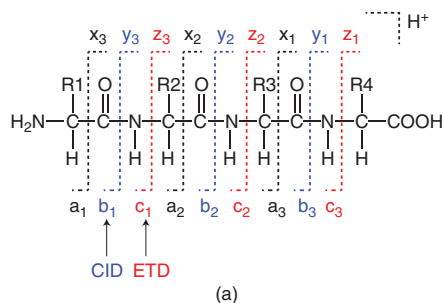 x3 y3 z3 x2 y2 z2 x1 y1 z1 H+
R1 O R2 O R3 O R4
H2N C C N C C N C C N C COOH
H H H H H H H
a1 b1 c1 a2 b2 c2 a3 b3 c3
CID ETD
(a)